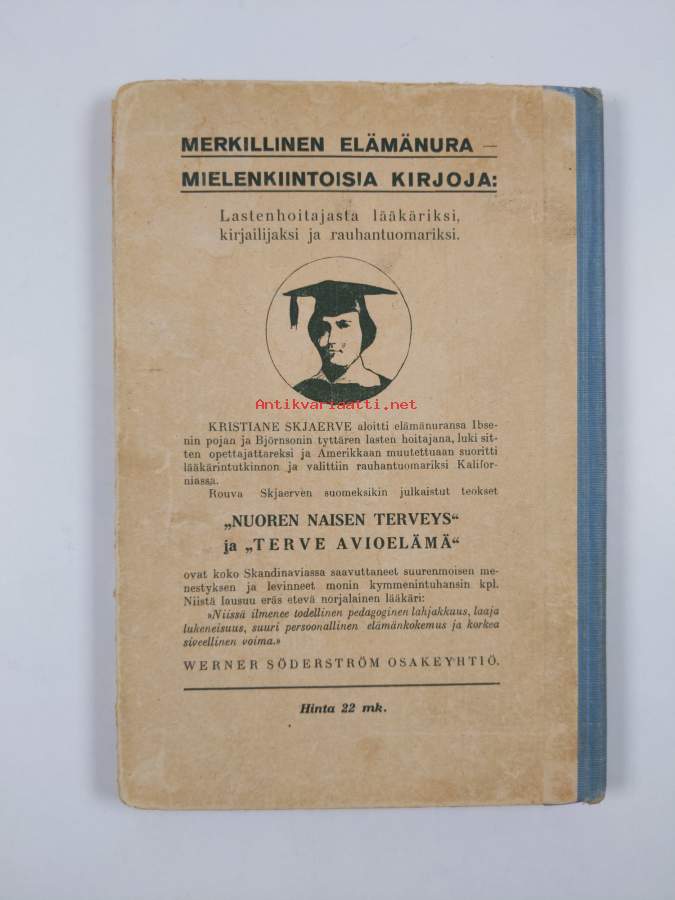 MERKILLINEN ELÄMÄNURA —
MIELENKIINTOISIA KIRJOJA:
Lastenhoitajasta lääkäriksi,
kirjailijaksi ja rauhantuomariksi.
Antikvariaatti.net
KRISTIANE SKJAERVE aloitti elämänuransa Ibse-
nin pojan ja Björnsonin tyttären lasten hoitajana, luki sit-
ten opettajattareksi ja Amerikkaan muutettuaan suoritti
lääkärintutkinnon ja valittiin rauhantuomariksi Kalifor-
niassa.
Rouva Skjaerven suomeksikin julkaistut teokset
„NUOREN NAISEN TERVEYS“
ja „TERVE AVIOELÄMÄ“
ovat koko Skandinaviassa saavuttaneet suurenmoisen me-
nestyksen ja levinneet monin kymmenintuhansin kpl.
Niistä lausuu eräs etevä norjalainen lääkäri:
»Niissä ilmenee todellinen pedagoginen lahjakkuus, laaja
lukeneisuus, suuri persoonallinen elämänkokemus ja korkea
siveellinen voima.»
WERNER SÖDERSTRÖM OSAKEYHTIÖ.
Hinta 22 mk.